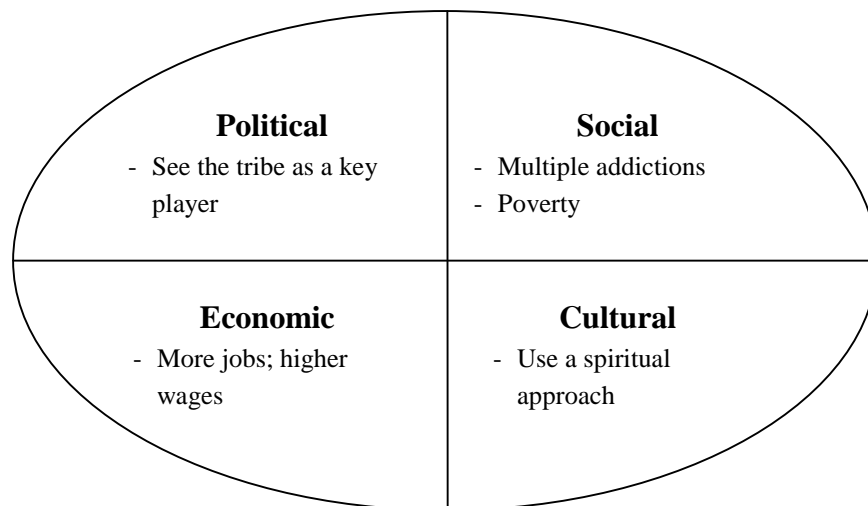 Political
- See the tribe as a key
player
Social
- Multiple addictions
- Poverty
Economic
- More jobs; higher
wages
Cultural
- Use a spiritual
approach